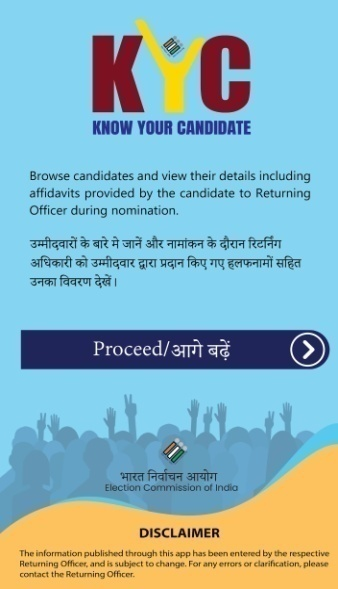 KYC
KNOW YOUR CANDIDATE
Browse candidates and view their details including
affidavits provided by the candidate to Returning
Officer during nomination.
उम्मीदवारों के बारे मे जानें और नामांकन के दौरान रिटर्निंग
अधिकारी को उम्मीदवार द्वारा प्रदान किए गए हलफनामों सहित
उनका विवरण देखें।
Proceed/आगे बढ़ें
भारत निर्वाचन आयोग
Election Commission of India
DISCLAIMER
The information published through this app has been entered by the respective
Returning Officer, and is subject to change. For any errors or clarification, please
contact the Returning Officer.